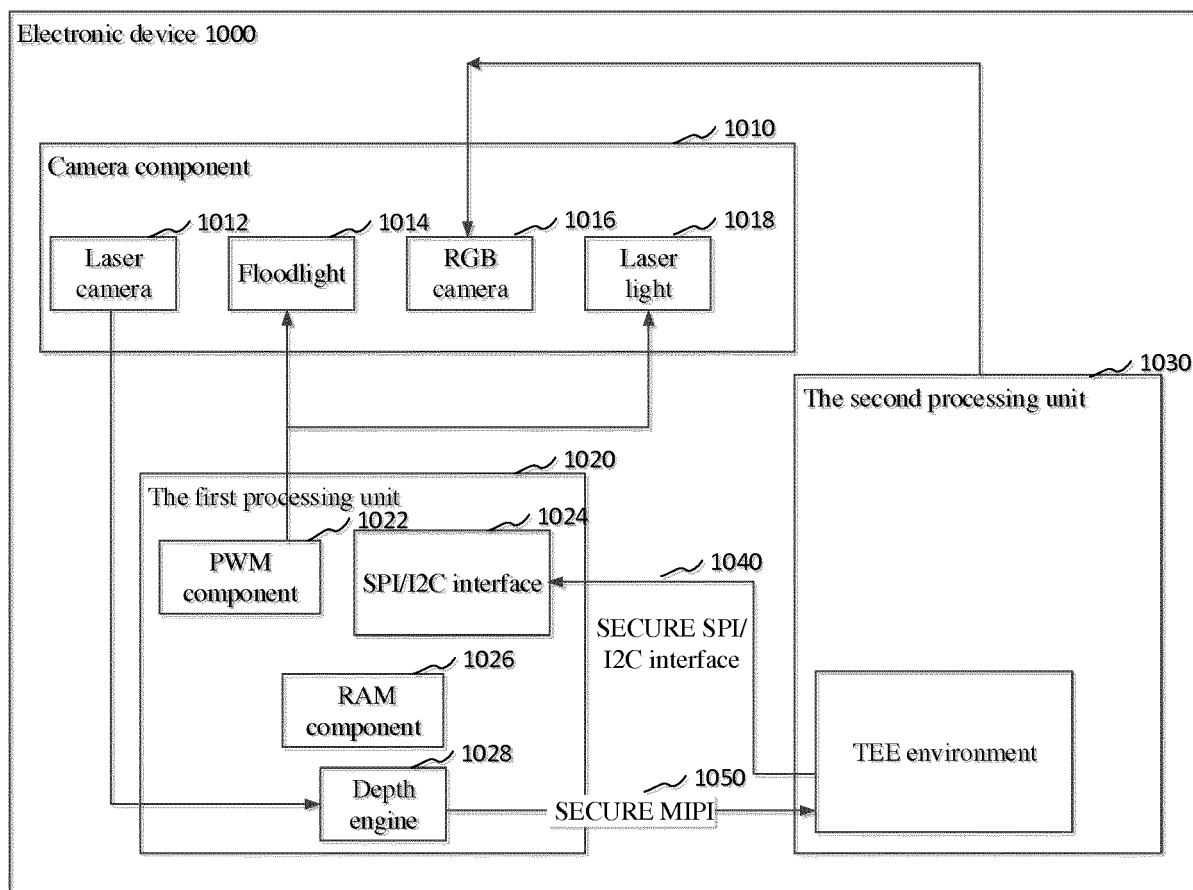 Electronic device 1000
1010
Camera component
1012
1014
1016
1018
Laser
camera
Floodlight
RGB
camera
Laser
light
1030
The second processing unit
1020
The first processing unit
1022
1024
PWM
component
SPI/I2C interface
1040
SECURE SPI/
I2C interface
1026
RAM
component
TEE environment
1028
Depth
engine
1050
SECURE MIPI